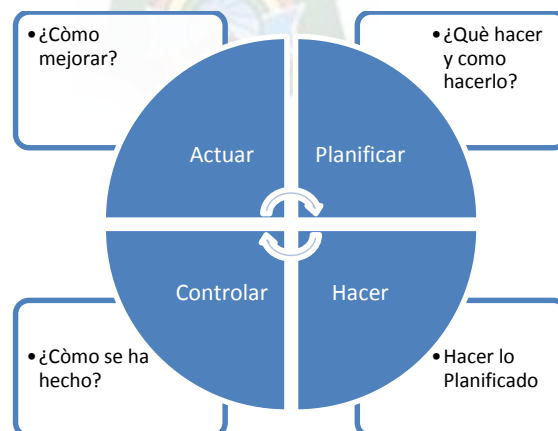 • ¿Còmo
mejorar?
• ¿Què hacer
y como
hacerlo?
Actuar
Planificar
Controlar
Hacer
• ¿Còmo se ha
hecho?
• Hacer lo
Planificado